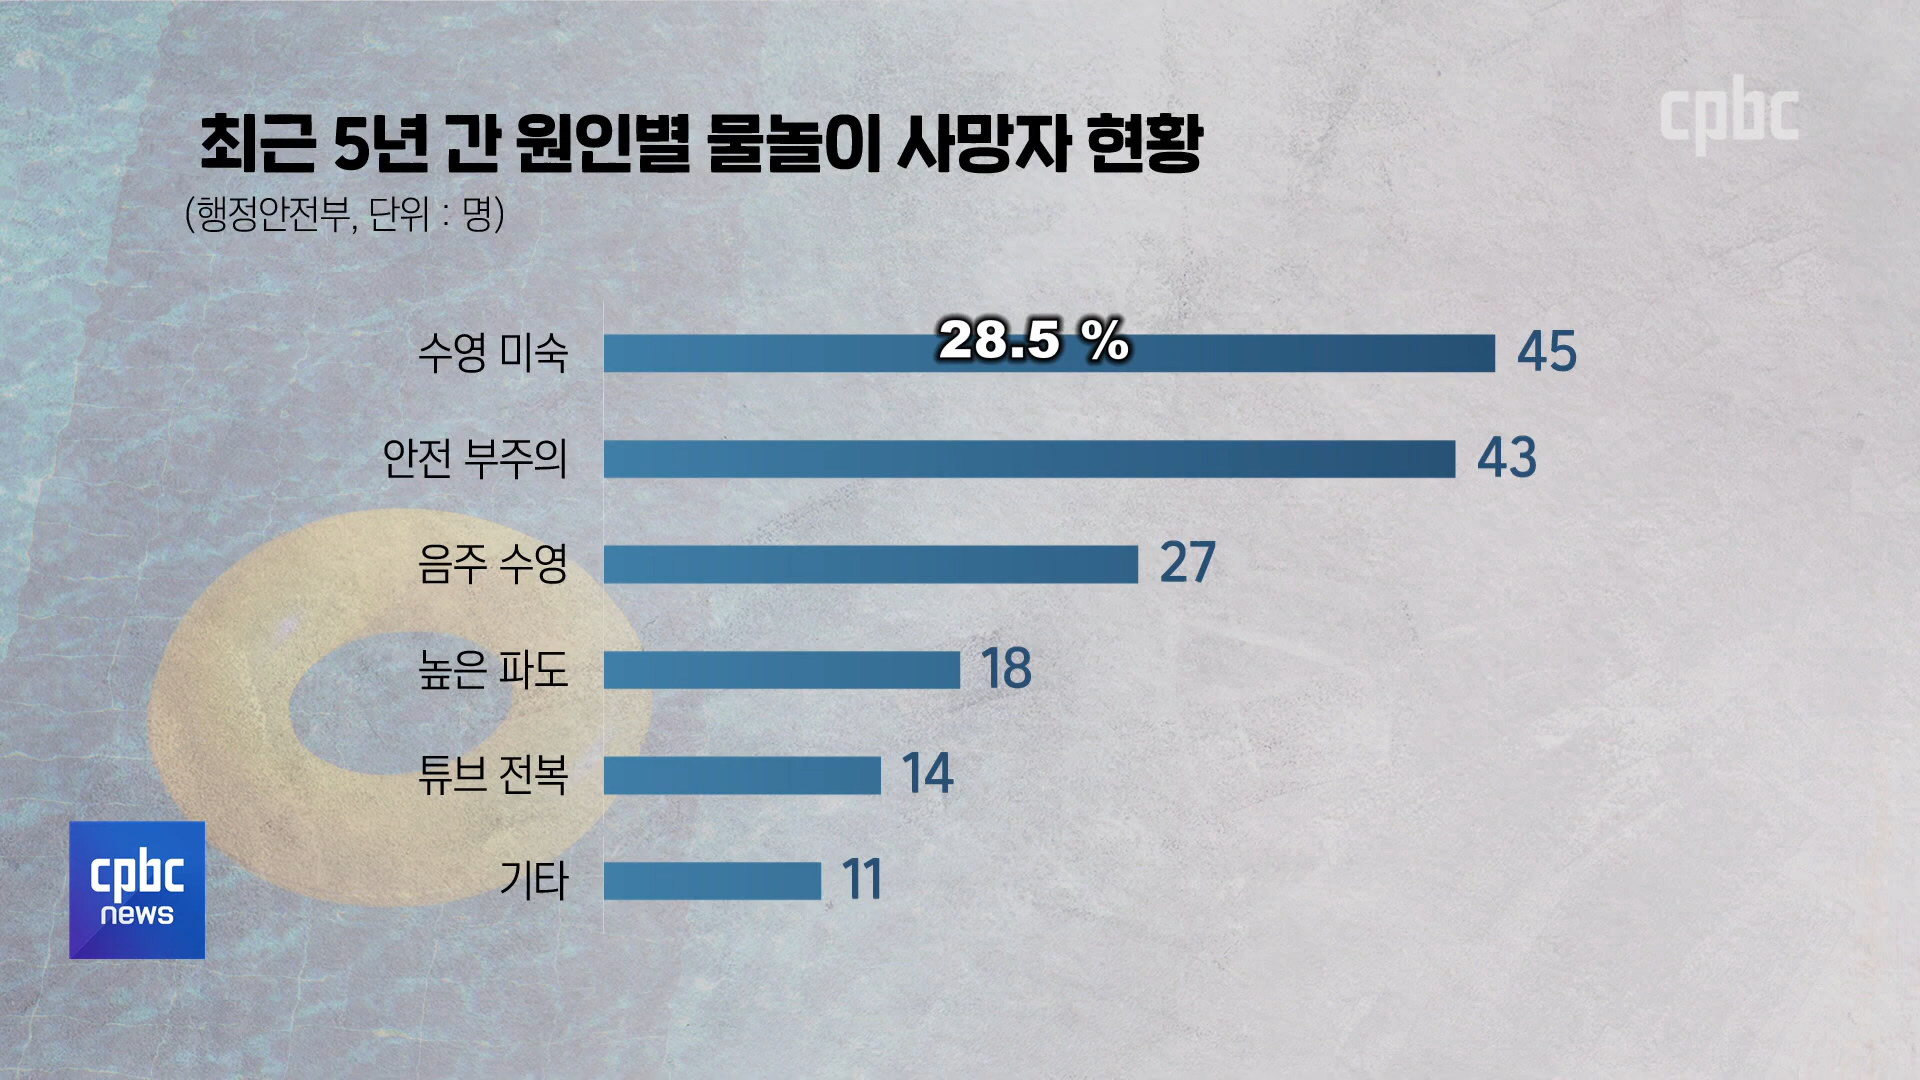 cpbc
최근 5년 간 원인별 물놀이 사망자 현황
(행정안전부, 단위 : 명)
수영 미숙 28.5 % 45
안전 부주의 43
음주 수영 27
높은 파도 18
튜브 전복 14
기타 11
cpbc
news